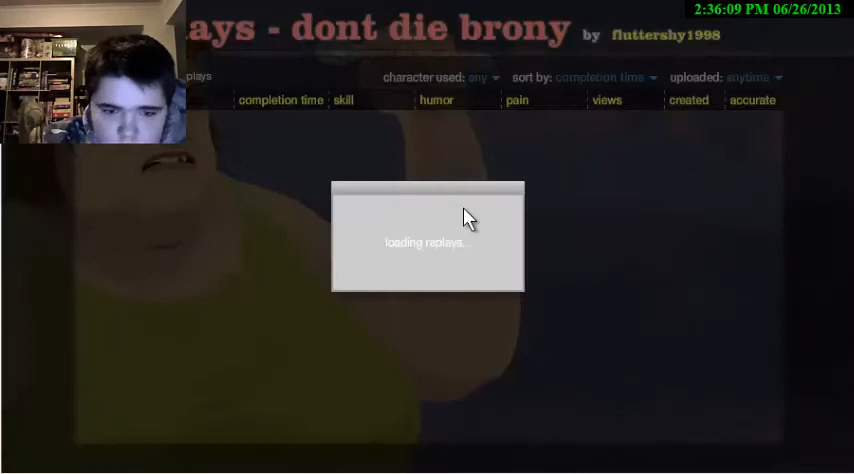 2:36:09 PM 06/26/2013
ays - dont die brony by fluttershy1998
plays character used: any sort by: completion time uploaded: anytime
completion time skill humor pain views created accurate
loading replays...